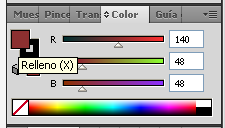 Mues Pince Tran Color Guía
R 140
48
Relleno (X)
B 48